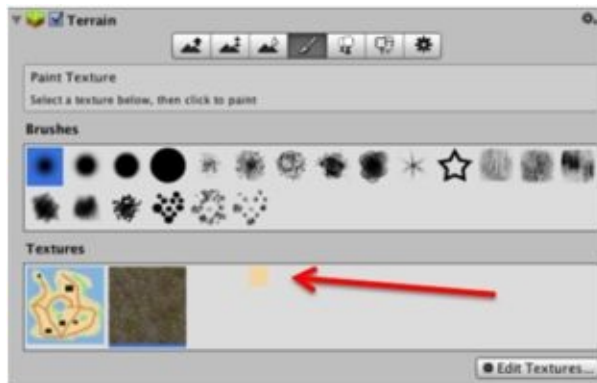 Terrain
Paint Texture
Select a texture below, then click to paint
Brushes
Textures
Edit Textures...